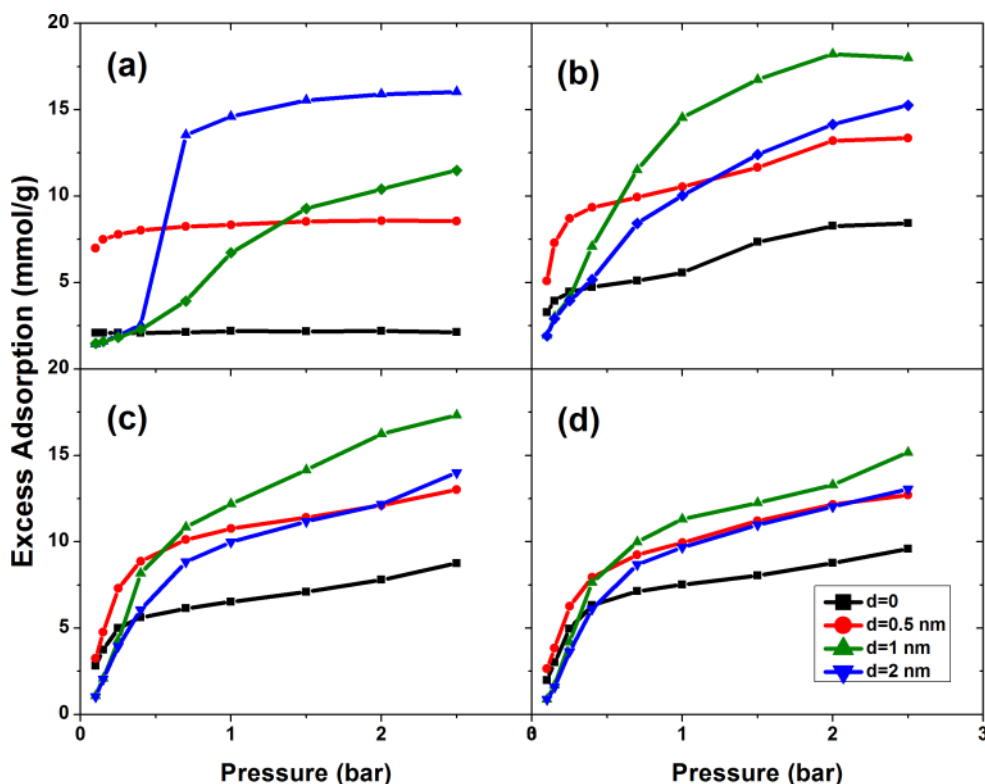 Excess Adsorption (mmol/g)
20
15
10
5
20
15
10
5
0
(a)
(b)
(c)
(d)
d=0
d=0.5 nm
d=1 nm
d=2 nm
0 1 2
1 2 3
Pressure (bar)
Pressure (bar)